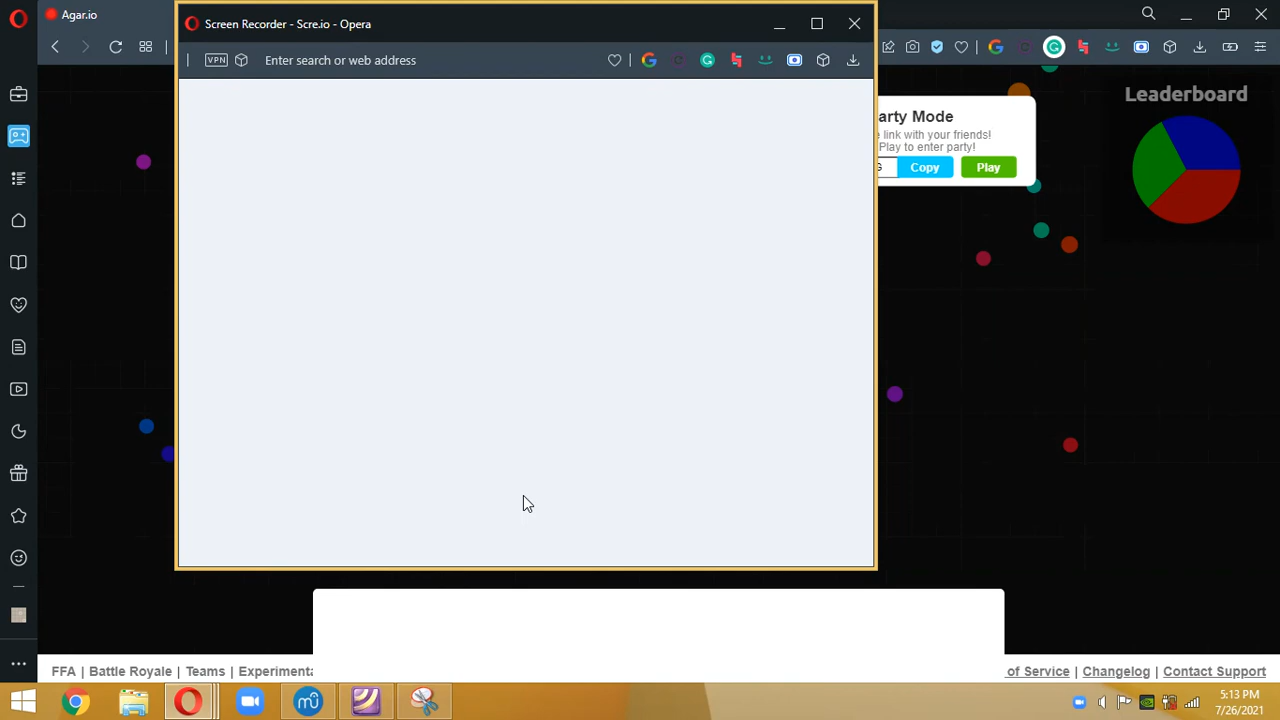 Agar.io
Screen Recorder - Scre.io - Opera
VPN
Enter search or web address
Leaderboard
arty Mode
e link with your friends!
Play to enter party!
Copy
Play
FFA | Battle Royale | Teams | Experimenta
of Service | Changelog | Contact Support
5:13 PM
7/26/2021